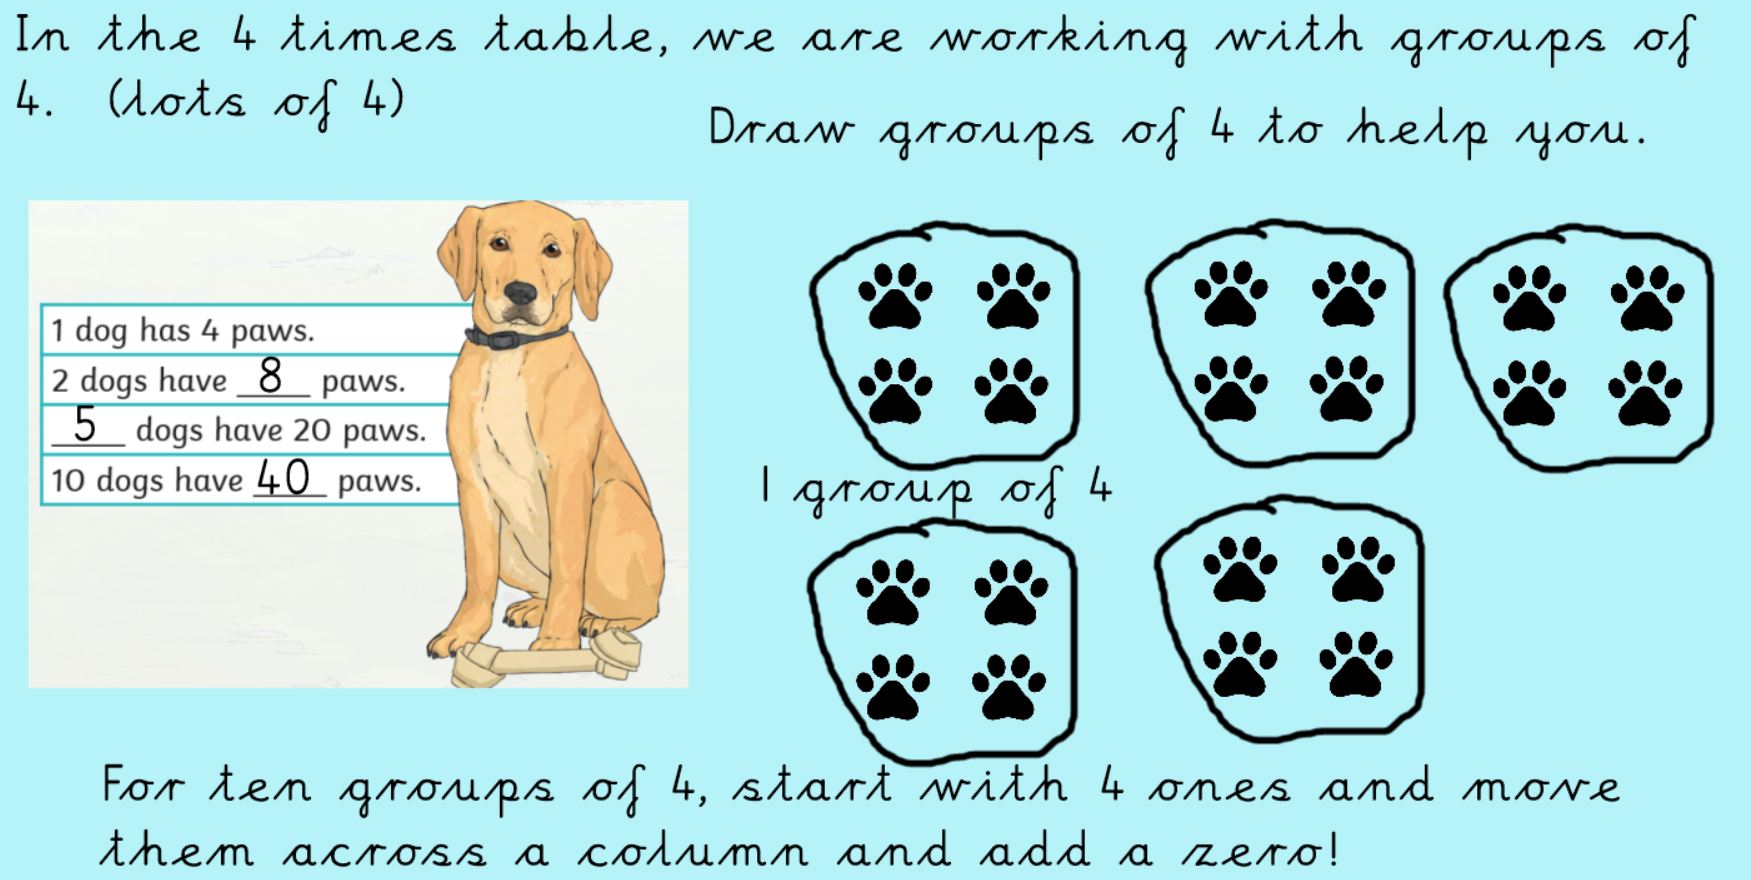 In the 4 times table, we are working with groups of
4. (lots of 4)
Draw groups of 4 to help you.
1 dog has 4 paws.
2 dogs have 8 paws.
5 dogs have 20 paws.
10 dogs have 40 paws.
1 group of 4
For ten groups of 4, start with 4 ones and move
them across a column and add a zero!